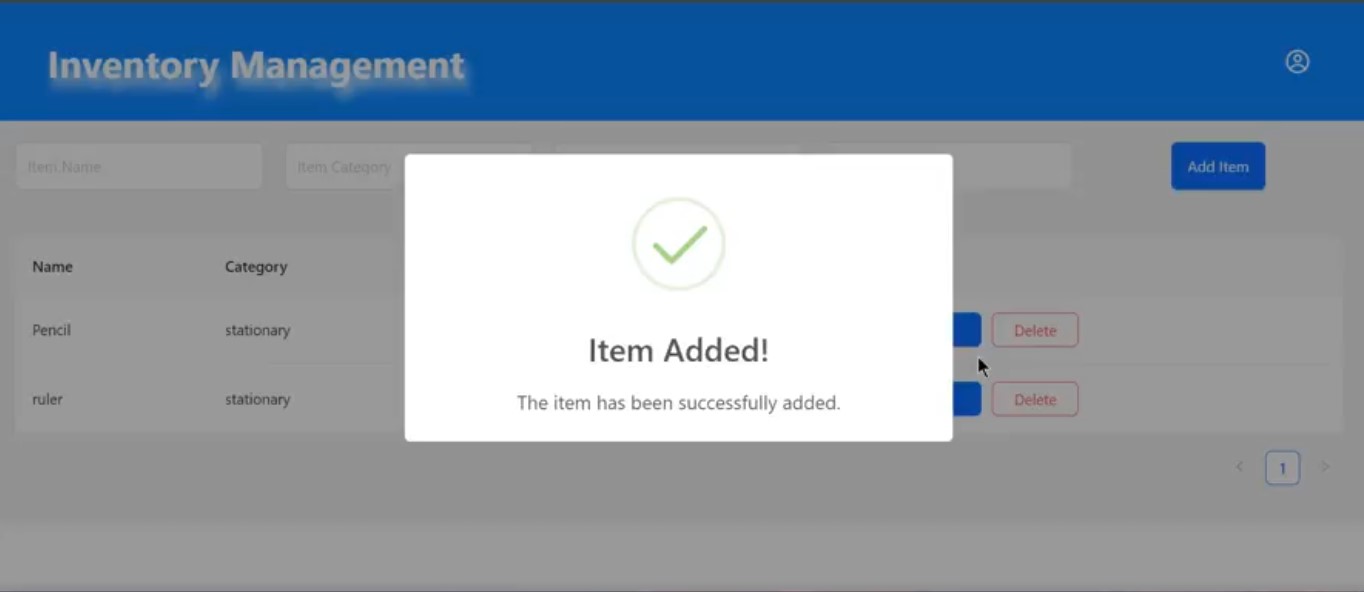 Inventory Management
Item Name
Item Category
Add Item
Name
Category
Pencil
stationary
Delete
ruler
stationary
Delete
Item Added!
The item has been successfully added.
1